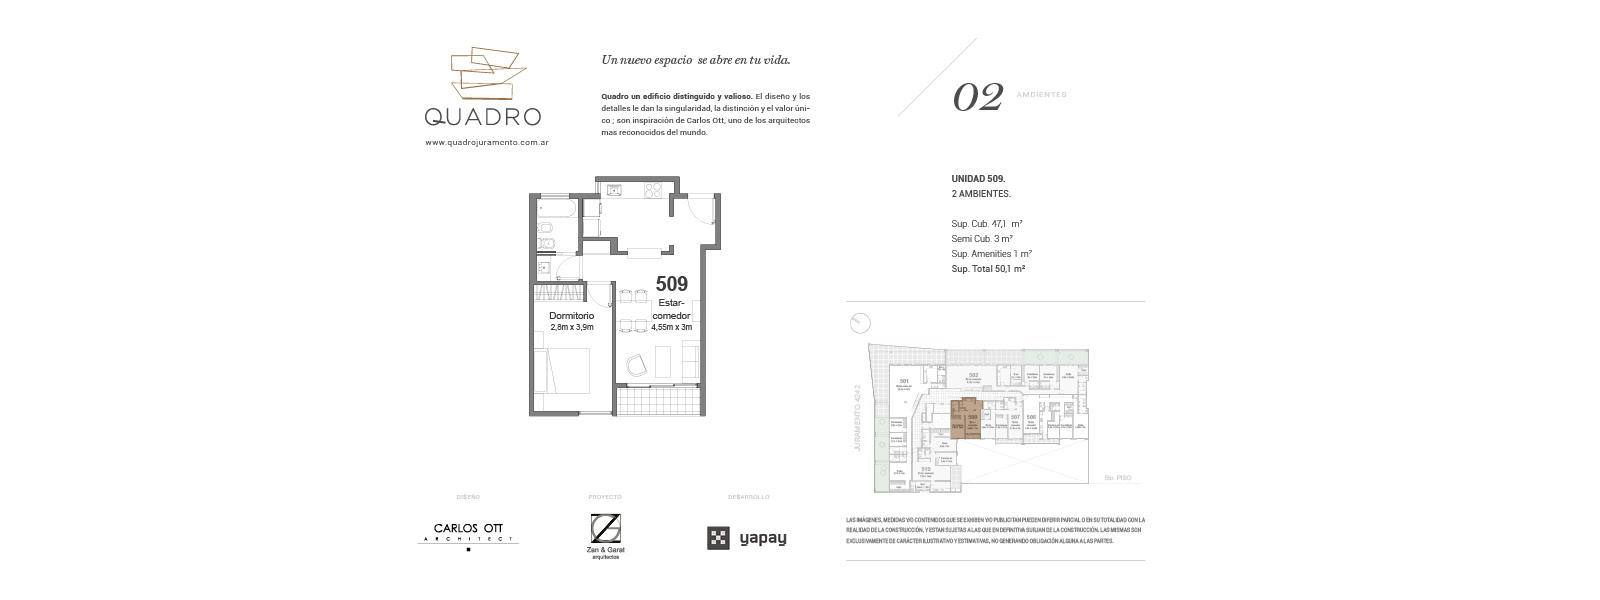 QUADRO
www.quadrojuramento.com.ar
Un nuevo espacio se abre en tu vida.
Quadro un edificio distinguido y valioso. El diseño y los
detalles le dan la singularidad, la distinción y el valor úni-
co ; son inspiración de Carlos Ott, uno de los arquitectos
mas reconocidos del mundo.
02 AMBIENTES
UNIDAD 509.
2 AMBIENTES.
Sup. Cub. 47,1 m²
Semi Cub. 3 m²
Sup. Amenities 1 m²
Sup. Total 50,1 m²
509
Estar-
comedor
4,55m x 3m
Dormitorio
2,8m x 3,9m
JURAMENTO 4242
501
502
509
507
506
510
5to. PISO
DISEÑO
PROYECTO
DESARROLLO
CARLOS OTT
ARCHITECT
Zan & Garat
arquitectos
yapay
LAS IMÁGENES, MEDIDAS Y/O CONTENIDOS QUE SE EXHIBEN Y/O PUBLICITAN PUEDEN DIFERIR PARCIAL O EN SU TOTALIDAD CON LA
REALIDAD DE LA CONSTRUCCIÓN, Y ESTAN SUJETAS A LAS QUE EN DEFINITIVA SURJAN DE LA CONSTRUCCIÓN. LAS MISMAS SON
EXCLUSIVAMENTE DE CARÁCTER ILUSTRATIVO Y ESTIMATIVAS, NO GENERANDO OBLIGACIÓN ALGUNA A LAS PARTES.